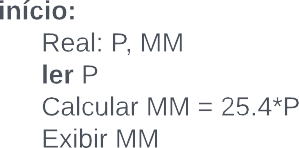 início:
Real: P, MM
ler P
Calcular MM = 25.4*P
Exibir MM